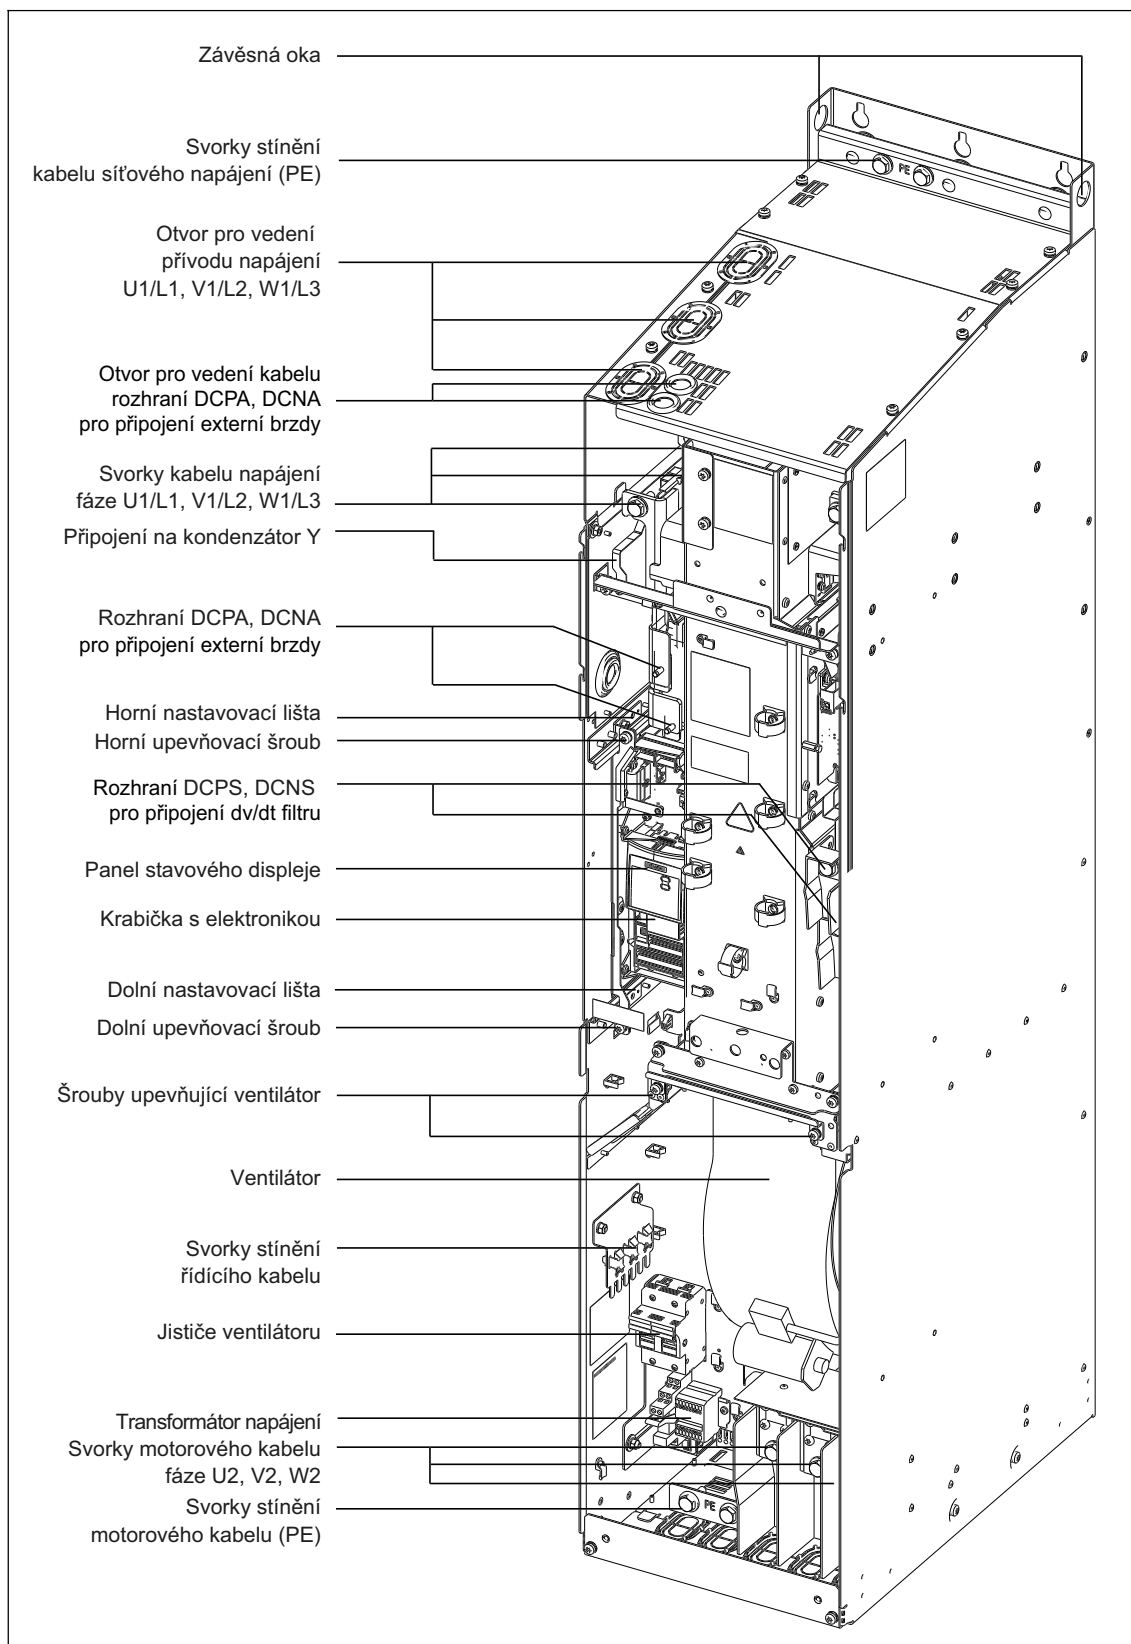 Závěsná oka
Svorky stínění
kabelu síťového napájení (PE)
PE
Otvor pro vedení
přívodu napájení
U1/L1, V1/L2, W1/L3
Otvor pro vedení kabelu
rozhraní DCPA, DCNA
pro připojení externí brzdy
Svorky kabelu napájení
fáze U1/L1, V1/L2, W1/L3
Připojení na kondenzátor Y
Rozhraní DCPA, DCNA
pro připojení externí brzdy
Horní nastavovací lišta
Horní upevňovací šroub
Rozhraní DCPS, DCNS
pro připojení dv/dt filtru
Panel stavového displeje
Krabička s elektronikou
Dolní nastavovací lišta
Dolní upevňovací šroub
Šrouby upevňující ventilátor
Ventilátor
Svorky stínění
řídícího kabelu
Jističe ventilátoru
Transformátor napájení
Svorky motorového kabelu
fáze U2, V2, W2
Svorky stínění
motorového kabelu (PE)
PE